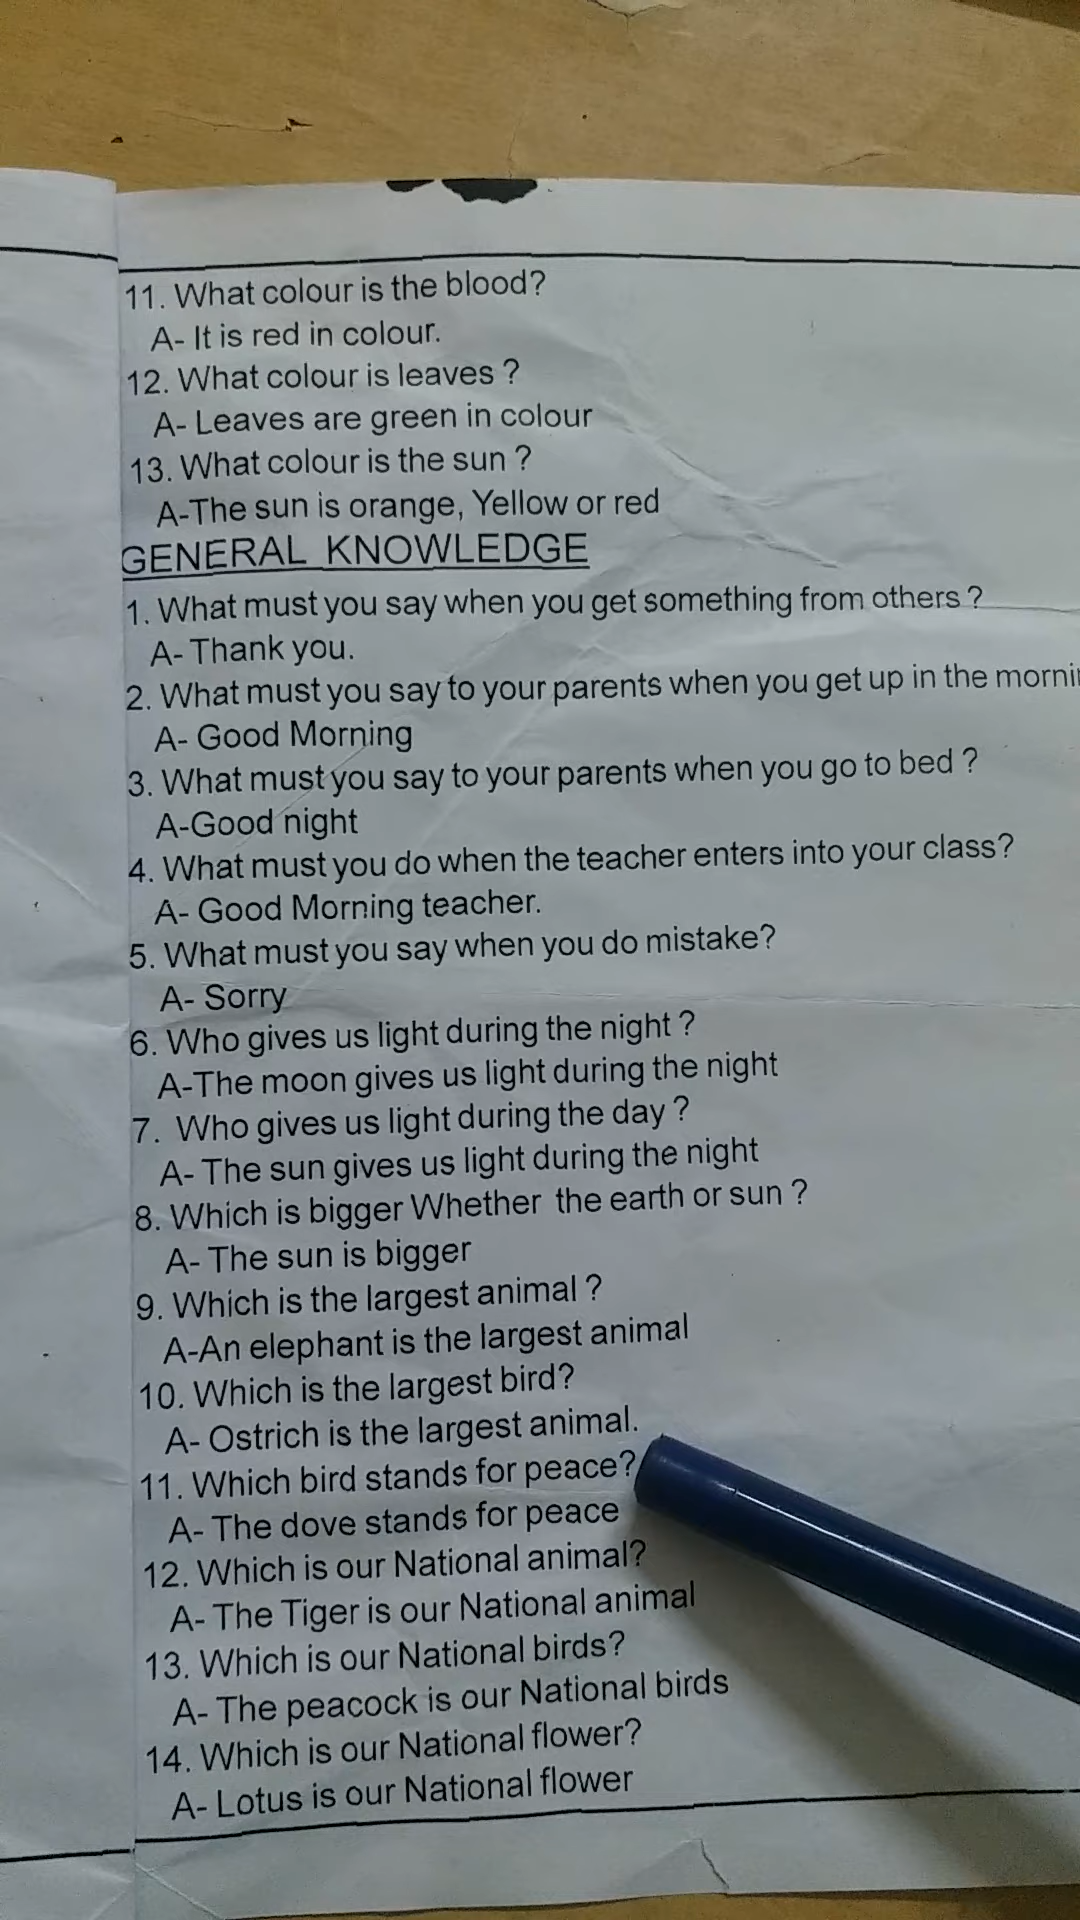 11. What colour is the blood?
A- It is red in colour.
12. What colour is leaves ?
A- Leaves are green in colour
13. What colour is the sun ?
A-The sun is orange, Yellow or red
GENERAL KNOWLEDGE
1. What must you say when you get something from others ?
A- Thank you.
2. What must you say to your parents when you get up in the
A- Good Morning
3. What must you say to your parents when you go to bed ?
A-Good night
4. What must you do when the teacher enters into your class?
A- Good Morning teacher.
5. What must you say when you do mistake?
A- Sorry
6. Who gives us light during the night ?
A-The moon gives us light during the night
7. Who gives us light during the day ?
A- The sun gives us light during the night
8. Which is bigger Whether the earth or sun ?
A- The sun is bigger
9. Which is the largest animal ?
A-An elephant is the largest animal
10. Which is the largest bird?
A- Ostrich is the largest animal.
11. Which bird stands for peace?
A- The dove stands for peace
12. Which is our National animal?
A- The Tiger is our National animal
13. Which is our National birds?
A- The peacock is our National birds
14. Which is our National flower?
A- Lotus is our National flower